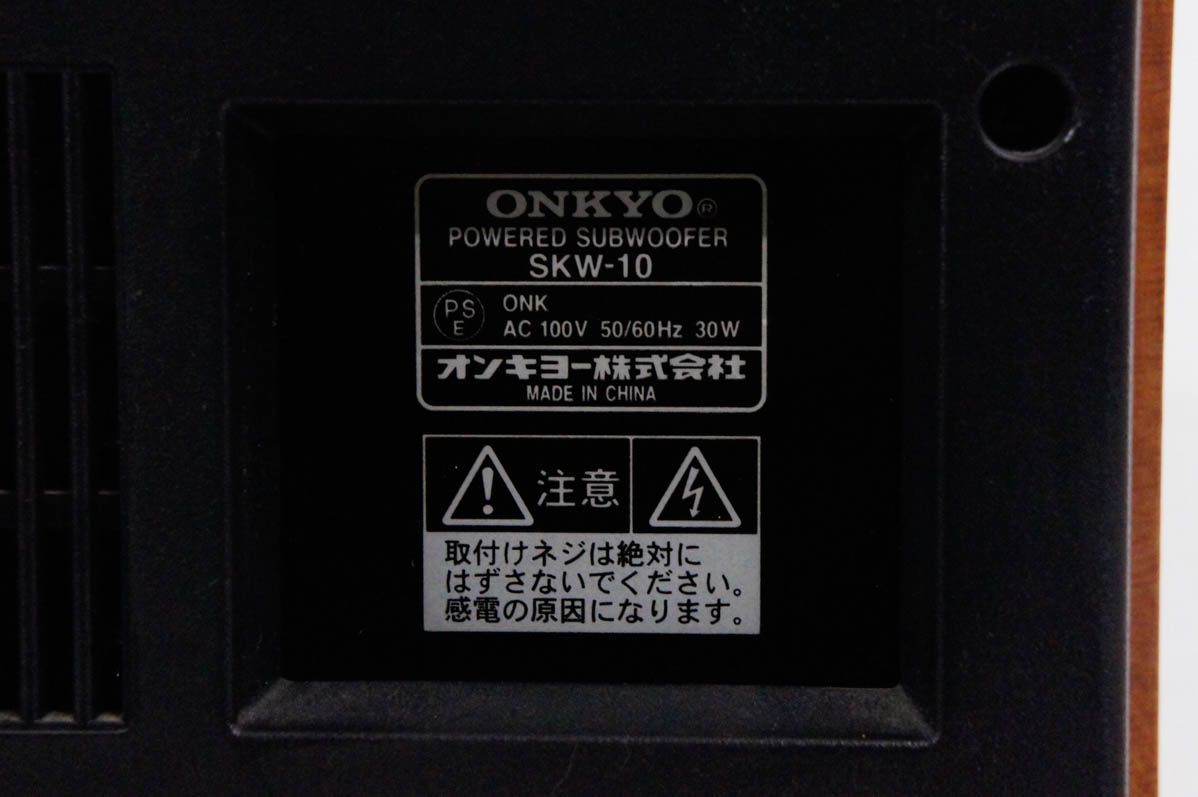 ONKYO®
POWERED SUBWOOFER
SKW-10
PS
E
ONK
AC 100V 50/60Hz 30W
オンキヨー株式会社
MADE IN CHINA
注意
取付けネジは絶対に
はずさないでください。
感電の原因になります。